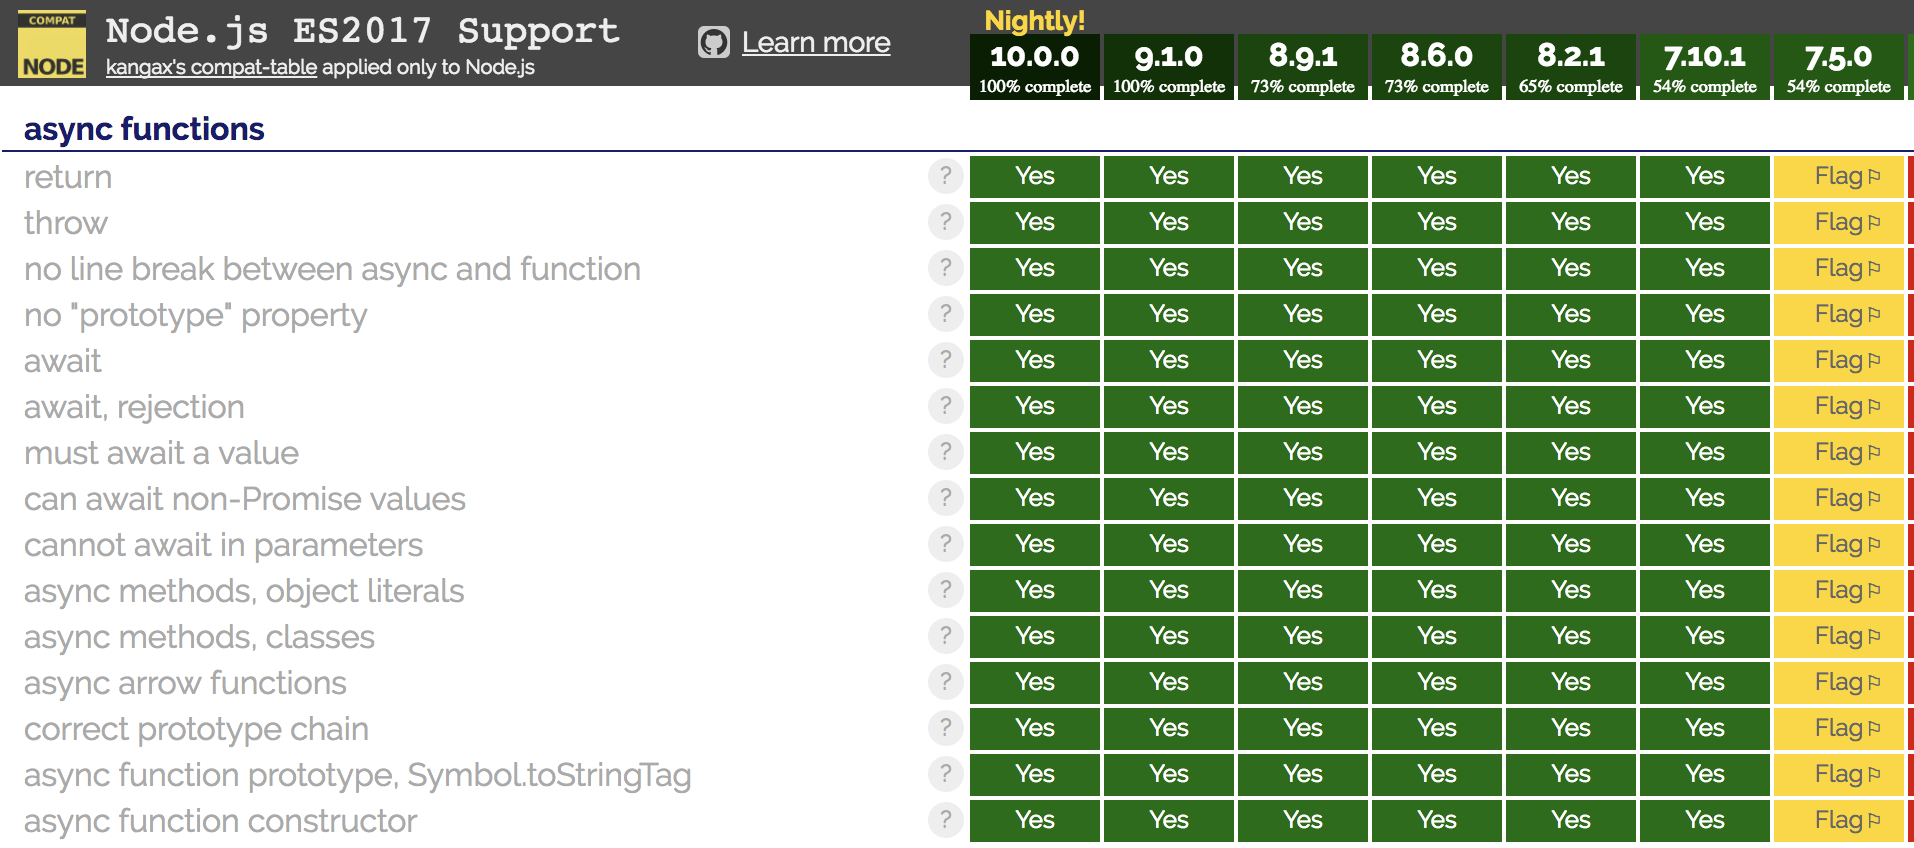 COMPAT
NODE
Node.js ES2017 Support
kangax's compat-table applied only to Node.js
Learn more
Nightly!
10.0.0 9.1.0 8.9.1 8.6.0 8.2.1 7.10.1 7.5.0
100% complete 100% complete 73% complete 73% complete 65% complete 54% complete 54% complete
async functions
return ? Yes Yes Yes Yes Yes Yes Flag⚐
throw ? Yes Yes Yes Yes Yes Yes Flag⚐
no line break between async and function ? Yes Yes Yes Yes Yes Yes Flag⚐
no "prototype" property ? Yes Yes Yes Yes Yes Yes Flag⚐
await ? Yes Yes Yes Yes Yes Yes Flag⚐
await, rejection ? Yes Yes Yes Yes Yes Yes Flag⚐
must await a value ? Yes Yes Yes Yes Yes Yes Flag⚐
can await non-Promise values ? Yes Yes Yes Yes Yes Yes Flag⚐
cannot await in parameters ? Yes Yes Yes Yes Yes Yes Flag⚐
async methods, object literals ? Yes Yes Yes Yes Yes Yes Flag⚐
async methods, classes ? Yes Yes Yes Yes Yes Yes Flag⚐
async arrow functions ? Yes Yes Yes Yes Yes Yes Flag⚐
correct prototype chain ? Yes Yes Yes Yes Yes Yes Flag⚐
async function prototype, Symbol.toStringTag ? Yes Yes Yes Yes Yes Yes Flag⚐
async function constructor ? Yes Yes Yes Yes Yes Yes Flag⚐